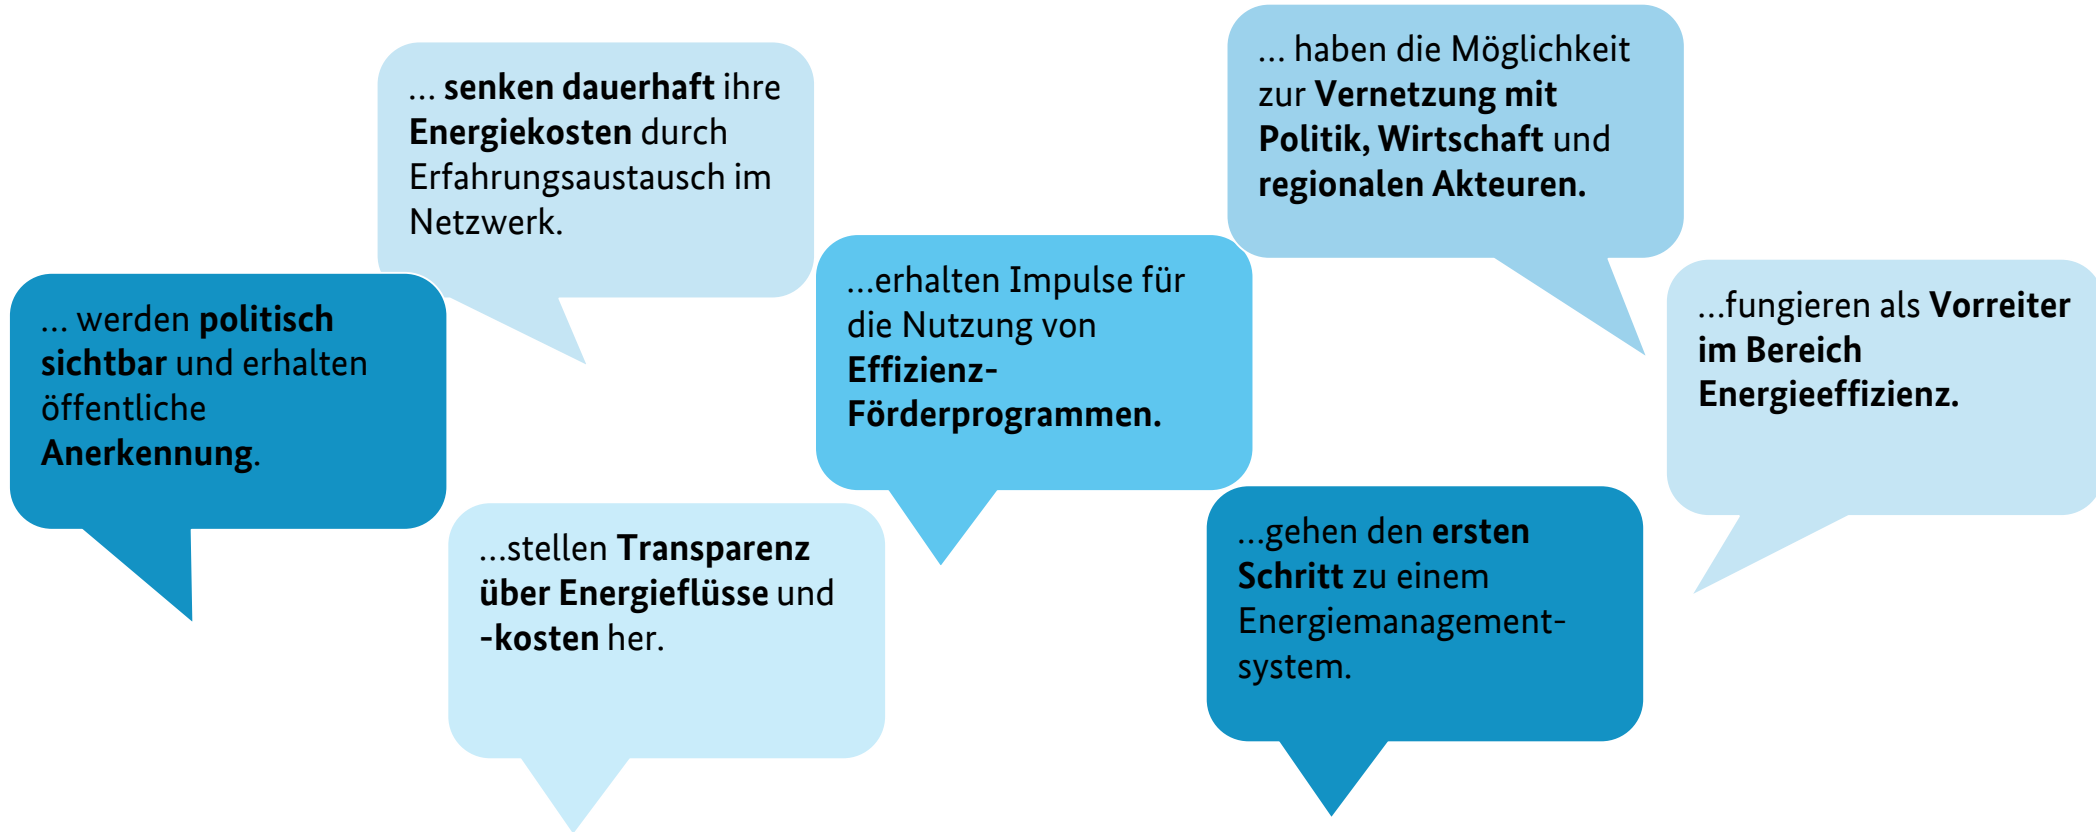 ... senken dauerhaft ihre
Energiekosten durch
Erfahrungsaustausch im
Netzwerk.
... haben die Möglichkeit
zur Vernetzung mit
Politik, Wirtschaft und
regionalen Akteuren.
... werden politisch
sichtbar und erhalten
öffentliche
Anerkennung.
...erhalten Impulse für
die Nutzung von
Effizienz-
Förderprogrammen.
...fungieren als Vorreiter
im Bereich
Energieeffizienz.
...stellen Transparenz
über Energieflüsse und
-kosten her.
...gehen den ersten
Schritt zu einem
Energiemanagement-
system.